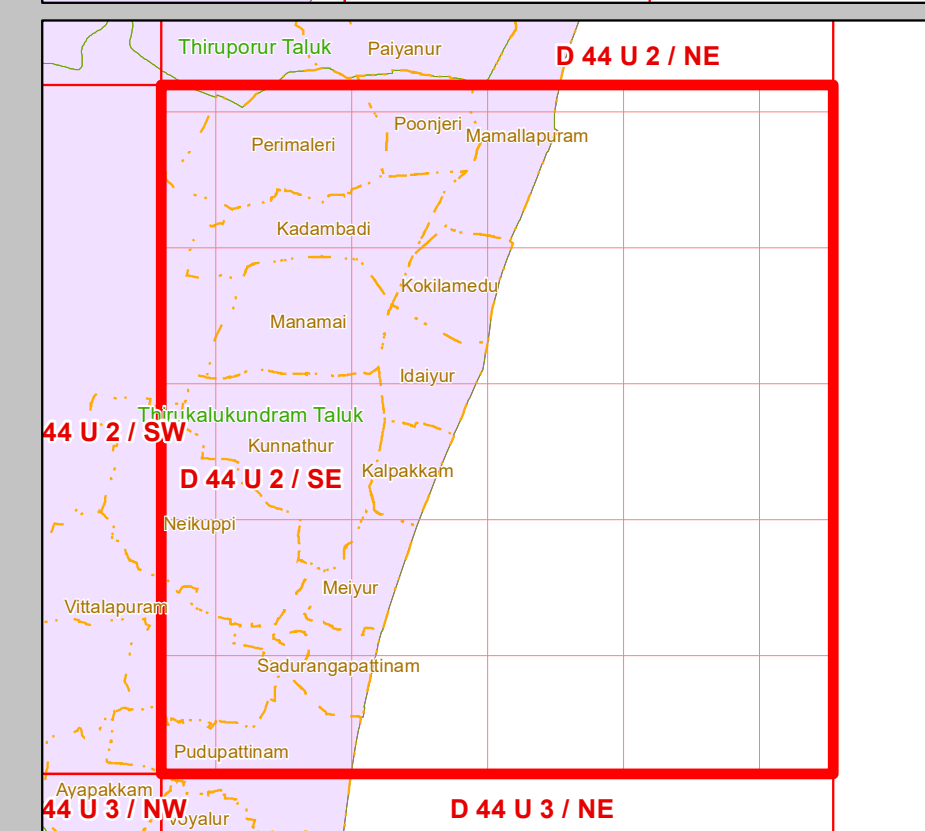 Thiruporur Taluk
Paiyanur
D 44 U 2 / NE
Poonjeri
Mamallapuram
Perimaleri
Kadambadi
Kokilamedu
Manamai
Idaiyur
Thirukalukundram Taluk
44 U 2 / SW
Kunnathur
Kalpakkam
D 44 U 2 / SE
Neikuppi
Meiyur
Vittalapuram
Sadurangapattinam
Pudupattinam
Ayapakkam
44 U 3 / NW
D 44 U 3 / NE
Voyalur